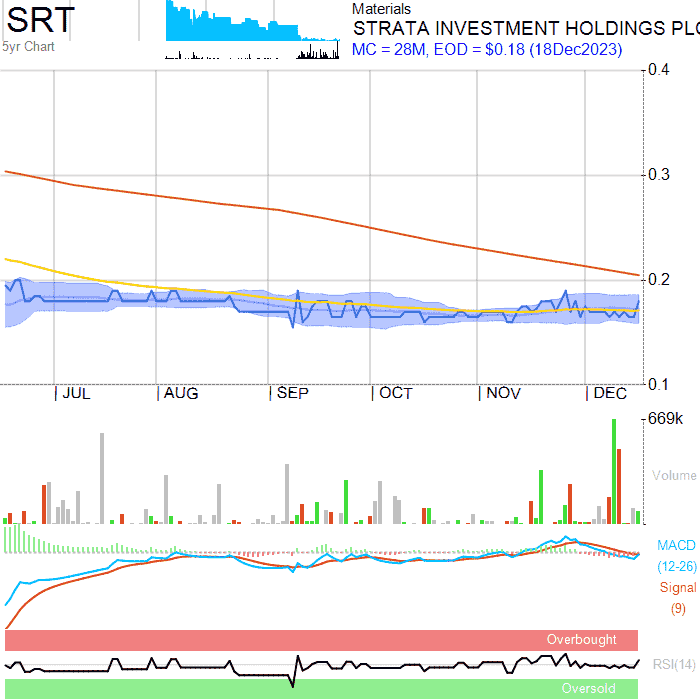 SRT
5yr Chart
Materials
STRATA INVESTMENT HOLDINGS PLC
MC = 28M, EOD = $0.18 (18Dec2023)
0.4
0.3
0.2
0.1
JUL
AUG
SEP
OCT
NOV
DEC
669k
Volume
MACD
(12-26)
Signal
(9)
Overbought
RSI(14)
Oversold